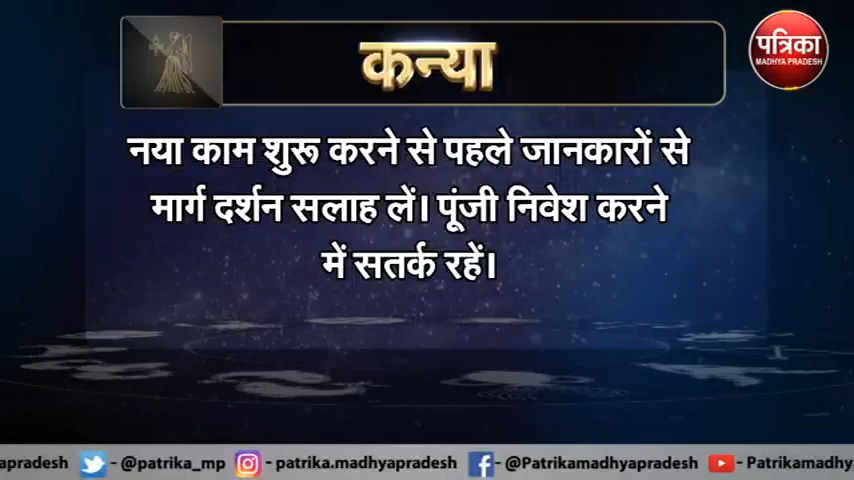 कन्या
पत्रिका
MADHYA PRADESH
नया काम शुरू करने से पहले जानकारों से
मार्ग दर्शन सलाह लें। पूंजी निवेश करने
में सतर्क रहें।
apradesh - @patrika_mp - patrika.madhyapradesh - @Patrikamadhyapradesh - Patrikamadhy